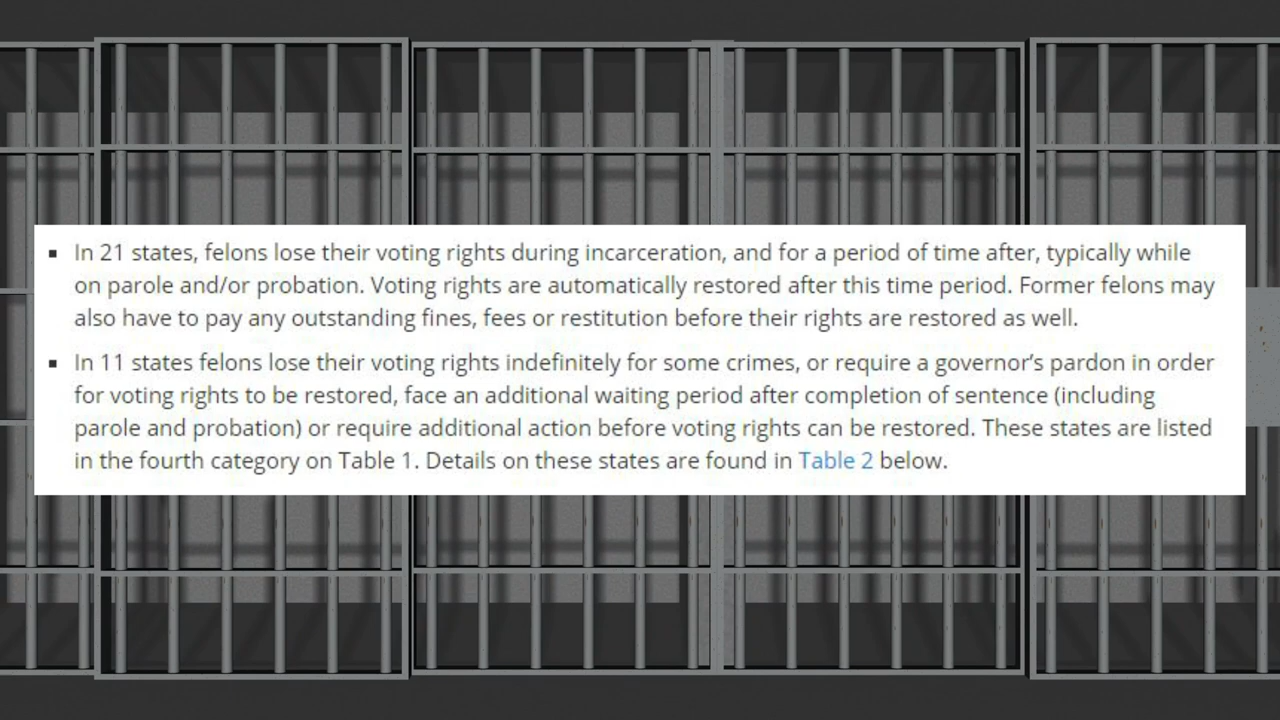 ▪ In 21 states, felons lose their voting rights during incarceration, and for a period of time after, typically while
on parole and/or probation. Voting rights are automatically restored after this time period. Former felons may
also have to pay any outstanding fines, fees or restitution before their rights are restored as well.
▪ In 11 states felons lose their voting rights indefinitely for some crimes, or require a governor’s pardon in order
for voting rights to be restored, face an additional waiting period after completion of sentence (including
parole and probation) or require additional action before voting rights can be restored. These states are listed
in the fourth category on Table 1. Details on these states are found in Table 2 below.